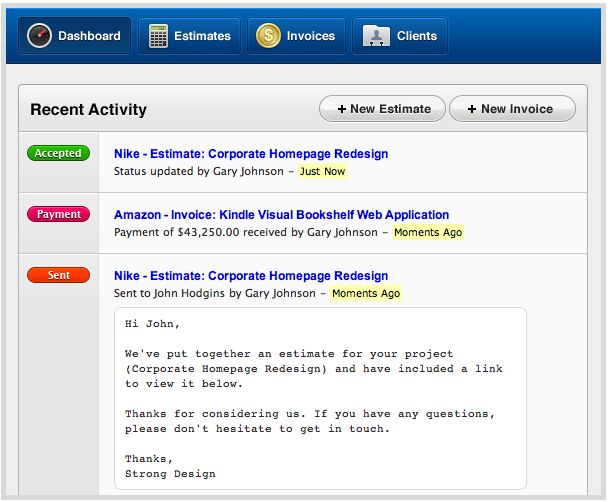 Dashboard Estimates Invoices Clients
Recent Activity + New Estimate + New Invoice
Accepted Nike - Estimate: Corporate Homepage Redesign
Status updated by Gary Johnson – Just Now
Payment Amazon - Invoice: Kindle Visual Bookshelf Web Application
Payment of $43,250.00 received by Gary Johnson – Moments Ago
Sent Nike - Estimate: Corporate Homepage Redesign
Sent to John Hodgins by Gary Johnson – Moments Ago
Hi John,
We've put together an estimate for your project
(Corporate Homepage Redesign) and have included a link
to view it below.
Thanks for considering us. If you have any questions,
please don't hesitate to get in touch.
Thanks,
Strong Design